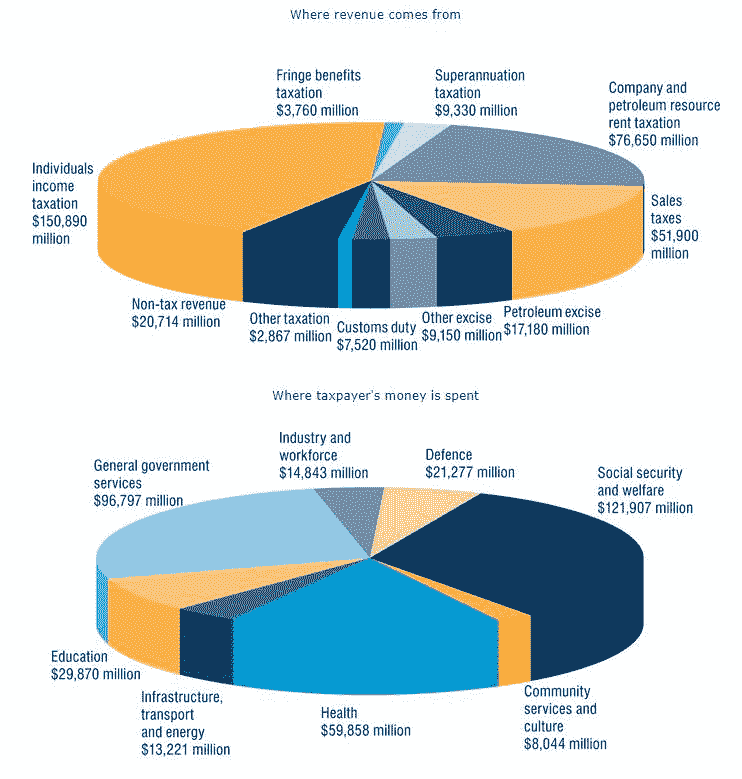 Where revenue comes from
Fringe benefits
taxation
$3,760 million
Superannuation
taxation
$9,330 million
Company and
petroleum resource
rent taxation
$76,650 million
Individuals
income
taxation
$150,890
million
Sales
taxes
$51,900
million
Non-tax revenue
$20,714 million
Other taxation
$2,867 million
Customs duty
$7,520 million
Other excise
$9,150 million
Petroleum excise
$17,180 million
Where taxpayer's money is spent
Industry and
workforce
$14,843 million
Defence
$21,277 million
General government
services
$96,797 million
Social security
and welfare
$121,907 million
Education
$29,870 million
Infrastructure,
transport
and energy
$13,221 million
Health
$59,858 million
Community
services and
culture
$8,044 million